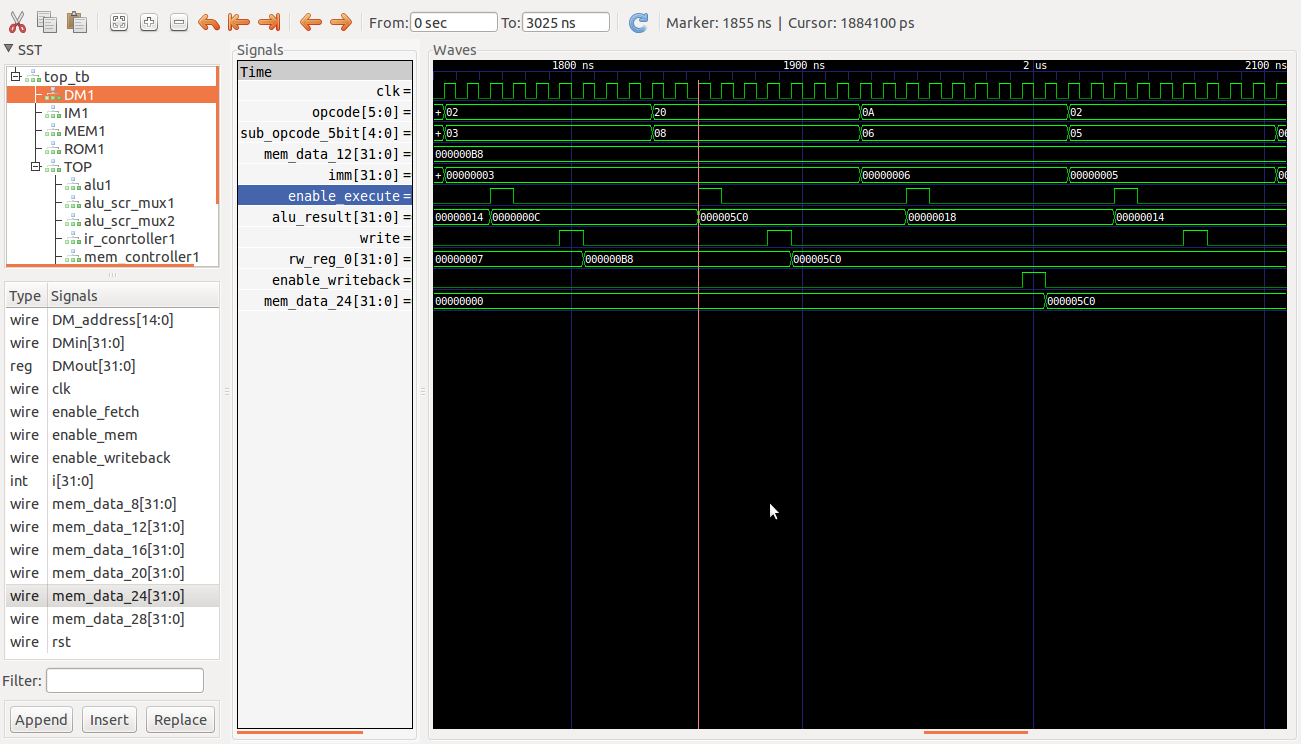 From: 0 sec To: 3025 ns Marker: 1855 ns | Cursor: 1884100 ps
SST
top_tb
DM1
IM1
MEM1
ROM1
TOP
alu1
alu_scr_mux1
alu_scr_mux2
ir_conrtoller1
mem_controller1
Type Signals
wire DM_address[14:0]
wire DMin[31:0]
reg DMout[31:0]
wire clk
wire enable_fetch
wire enable_mem
wire enable_writeback
int i[31:0]
wire mem_data_8[31:0]
wire mem_data_12[31:0]
wire mem_data_16[31:0]
wire mem_data_20[31:0]
wire mem_data_24[31:0]
wire mem_data_28[31:0]
wire rst
Filter:
Append Insert Replace
Signals
Time
clk =
opcode[5:0] =
sub_opcode_5bit[4:0] =
mem_data_12[31:0] =
imm[31:0] =
enable_execute =
alu_result[31:0] =
write =
rw_reg_0[31:0] =
enable_writeback =
mem_data_24[31:0] =
Waves
1800 ns 1900 ns 2 us 2100 ns
+ 02 20 0A 02
+ 03 08 06 05 06
000000B8
+ 00000003 00000006 00000005 00
00000014 0000000C 000005C0 00000018 00000014
00000007 000000B8 000005C0
00000000 000005C0